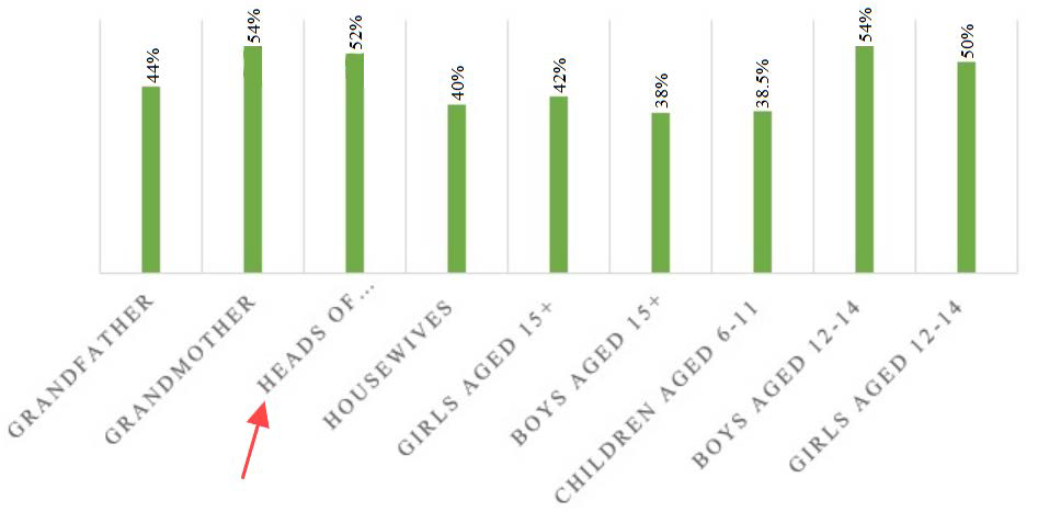 44%
54%
52%
40%
42%
38%
38.5%
54%
50%
GRANDFATHER
GRANDMOTHER
HEADS OF...
HOUSEWIVES
GIRLS AGED 15+
BOYS AGED 15+
CHILDREN AGED 6-11
BOYS AGED 12-14
GIRLS AGED 12-14